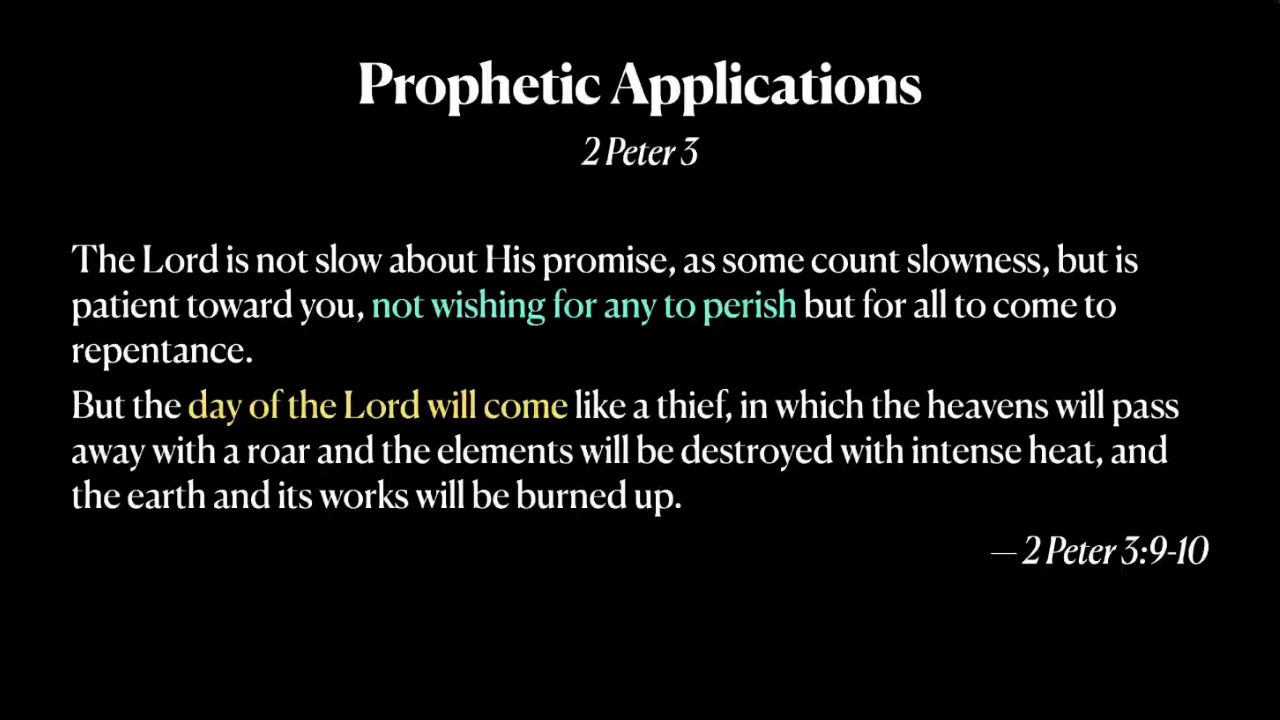 Prophetic Applications
2 Peter 3
The Lord is not slow about His promise, as some count slowness, but is
patient toward you, not wishing for any to perish but for all to come to
repentance.
But the day of the Lord will come like a thief, in which the heavens will pass
away with a roar and the elements will be destroyed with intense heat, and
the earth and its works will be burned up.
— 2 Peter 3:9-10